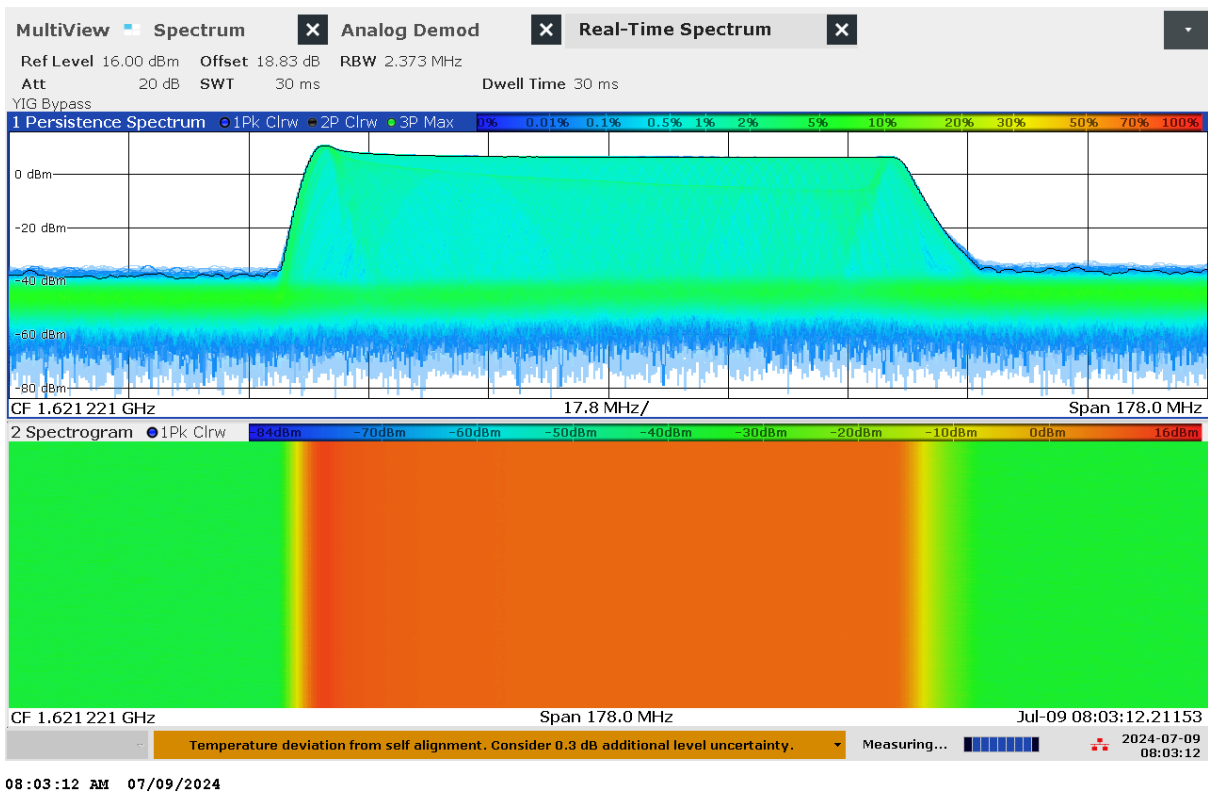 MultiView Spectrum Analog Demod Real-Time Spectrum
Ref Level 16.00 dBm Offset 18.83 dB RBW 2.373 MHz
Att 20 dB SWT 30 ms Dwell Time 30 ms
YIG Bypass
1 Persistence Spectrum 1Pk Clrw 2P Clrw 3P Max 0% 0.01% 0.1% 0.5% 1% 2% 5% 10% 20% 30% 50% 70% 100%
0 dBm
-20 dBm
-40 dBm
-60 dBm
-80 dBm
CF 1.621 221 GHz 17.8 MHz/ Span 178.0 MHz
2 Spectrogram 1Pk Clrw -84dBm -70dBm -60dBm -50dBm -40dBm -30dBm -20dBm -10dBm 0dBm 16dBm
CF 1.621 221 GHz Span 178.0 MHz Jul-09 08:03:12.21153
Temperature deviation from self alignment. Consider 0.3 dB additional level uncertainty. Measuring... 2024-07-09
08:03:12
08:03:12 AM 07/09/2024